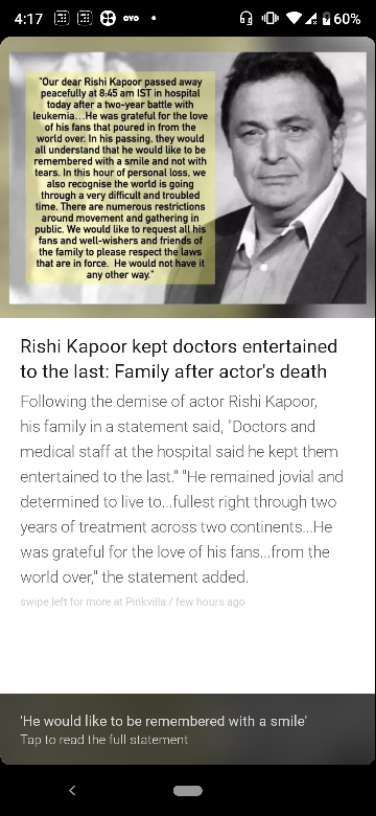 4:17
60%
"Our dear Rishi Kapoor passed away
peacefully at 8:45 am IST in hospital
today after a two-year battle with
leukemia...He was grateful for the love
of his fans that poured in from the
world over. In his passing, they would
all understand that he would like to be
remembered with a smile and not with
tears. In this hour of personal loss, we
also recognise the world is going
through a very difficult and troubled
time. There are numerous restrictions
around movement and gathering in
public. We would like to request all his
fans and well-wishers and friends of
the family to please respect the laws
that are in force. He would not have it
any other way."
Rishi Kapoor kept doctors entertained
to the last: Family after actor's death
Following the demise of actor Rishi Kapoor,
his family in a statement said, "Doctors and
medical staff at the hospital said he kept them
entertained to the last." "He remained jovial and
determined to live to...fullest right through two
years of treatment across two continents...He
was grateful for the love of his fans...from the
world over," the statement added.
swipe left for more at Pinkvilla / few hours ago
'He would like to be remembered with a smile'
Tap to read the full statement